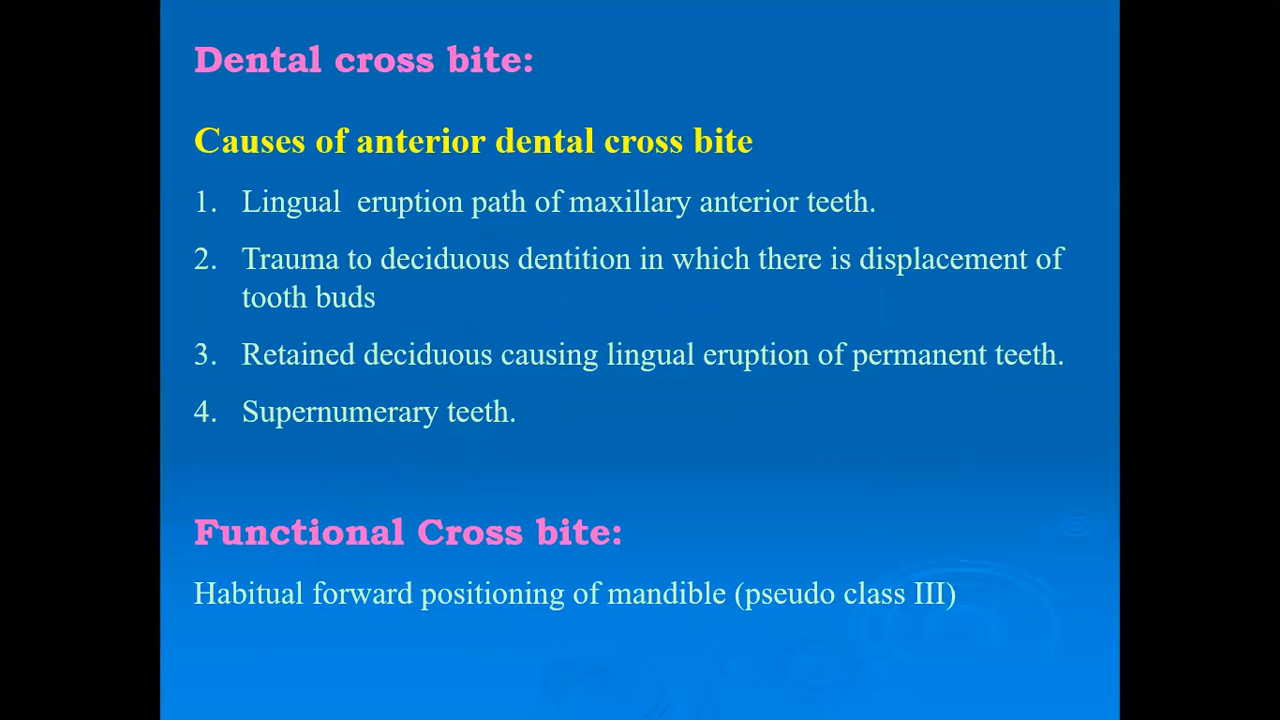 Dental cross bite:
Causes of anterior dental cross bite
1. Lingual  eruption path of maxillary anterior teeth.
2. Trauma to deciduous dentition in which there is displacement of
tooth buds
3. Retained deciduous causing lingual eruption of permanent teeth.
4. Supernumerary teeth.
Functional Cross bite:
Habitual forward positioning of mandible (pseudo class III)